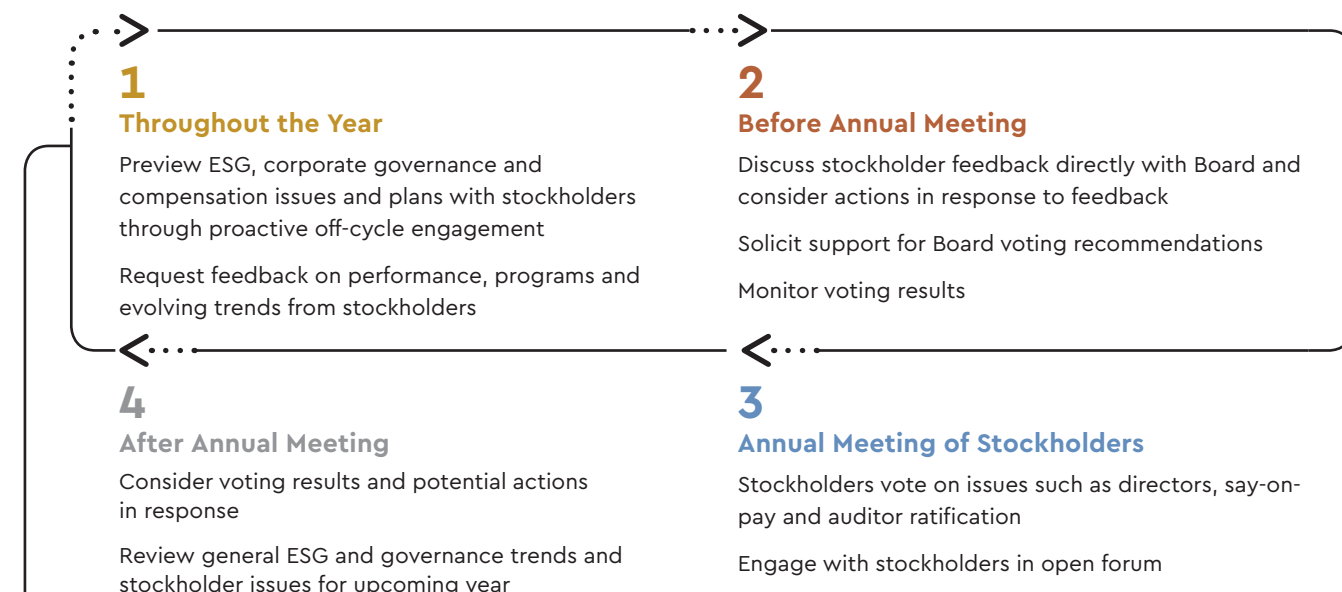 1
Throughout the Year
Preview ESG, corporate governance and
compensation issues and plans with stockholders
through proactive off-cycle engagement
Request feedback on performance, programs and
evolving trends from stockholders
2
Before Annual Meeting
Discuss stockholder feedback directly with Board and
consider actions in response to feedback
Solicit support for Board voting recommendations
Monitor voting results
3
Annual Meeting of Stockholders
Stockholders vote on issues such as directors, say-on-
pay and auditor ratification
Engage with stockholders in open forum
4
After Annual Meeting
Consider voting results and potential actions
in response
Review general ESG and governance trends and
stockholder issues for upcoming year